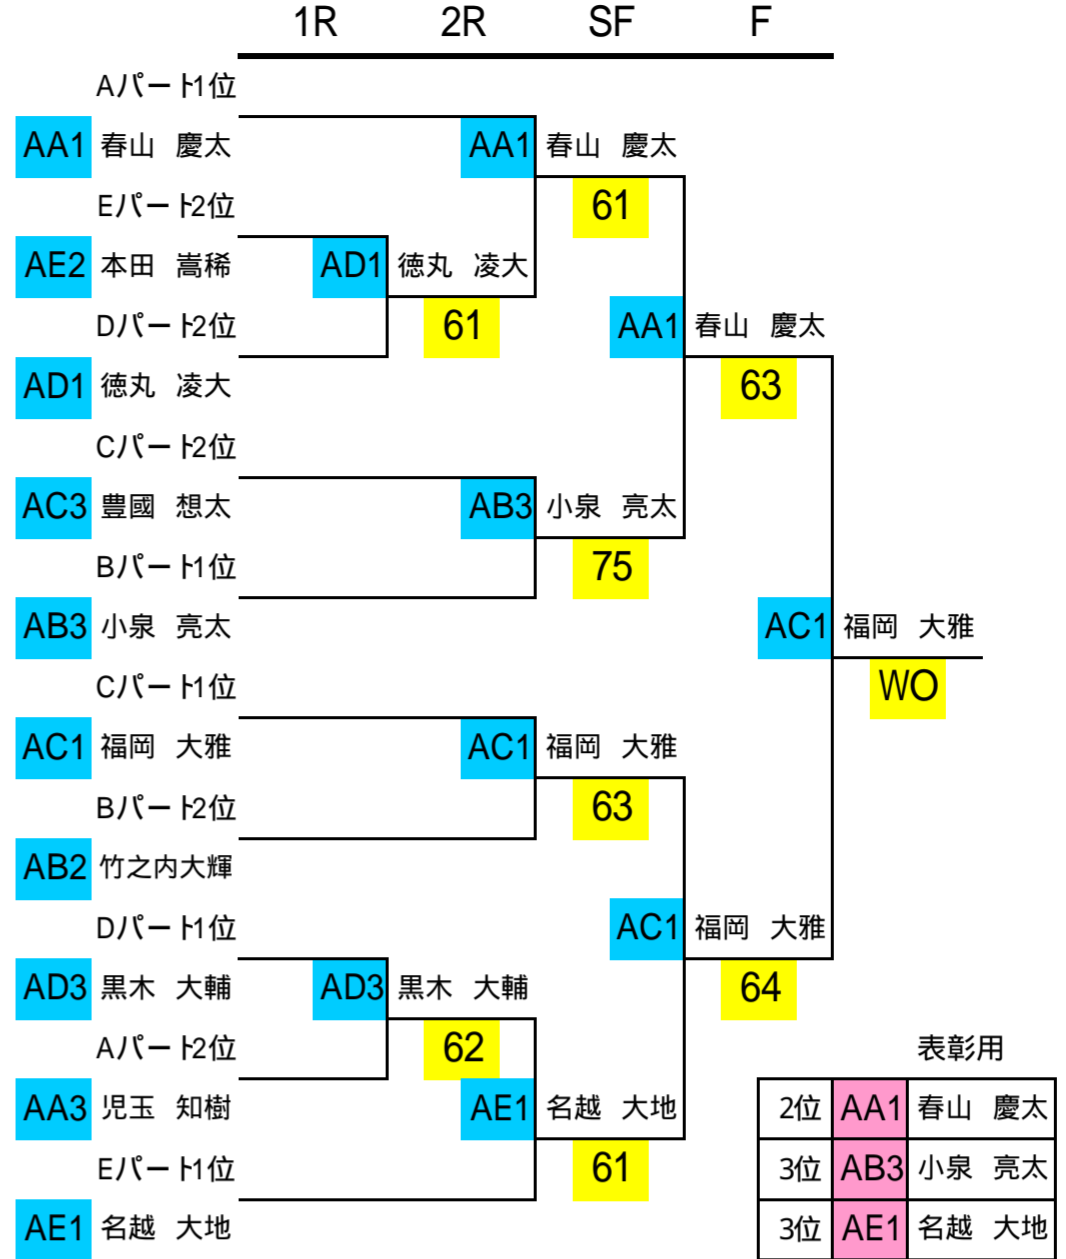 1R 2R SF F
Aパート1位
AA1 春山 慶太 AA1 春山 慶太
Eパート2位 61
AE2 本田 嵩稀 AD1 徳丸 凌大
Dパート2位 61 AA1 春山 慶太
AD1 徳丸 凌大 63
Cパート2位
AC3 豊國 想太 AB3 小泉 亮太
Bパート1位 75
AB3 小泉 亮太 AC1 福岡 大雅
Cパート1位 WO
AC1 福岡 大雅 AC1 福岡 大雅
Bパート2位 63
AB2 竹之内大輝
Dパート1位 AC1 福岡 大雅
AD3 黒木 大輔 AD3 黒木 大輔 64
Aパート2位 62 表彰用
AA3 児玉 知樹 AE1 名越 大地 2位 AA1 春山 慶太
Eパート1位 61 3位 AB3 小泉 亮太
AE1 名越 大地 3位 AE1 名越 大地